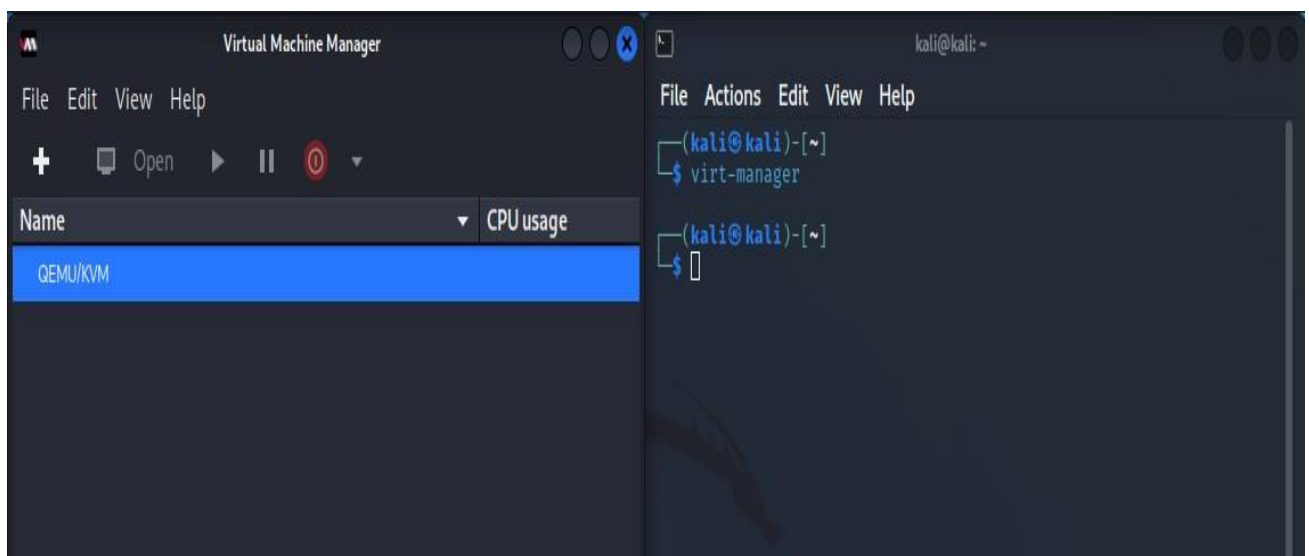 Virtual Machine Manager
File Edit View Help
Open
Name CPU usage
QEMU/KVM
kali@kali: ~
File Actions Edit View Help
┌──(kali㉿kali)-[~]
└─$ virt-manager
┌──(kali㉿kali)-[~]
└─$